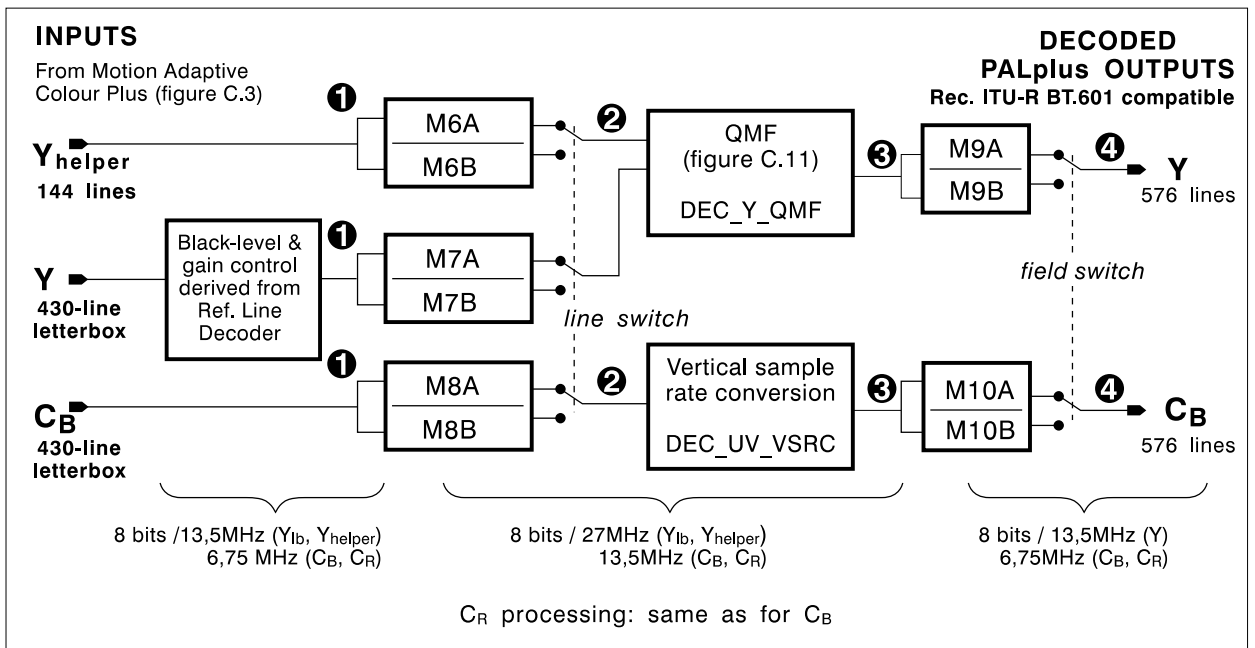 INPUTS
From Motion Adaptive
Colour Plus (figure C.3)
DECODED
PALplus OUTPUTS
Rec. ITU-R BT.601 compatible
1
M6A
M6B
2
QMF
(figure C.11)
DEC_Y_QMF
3
M9A
M9B
4
Yhelper
144 lines
Y
576 lines
Black-level &
gain control
derived from
Ref. Line
Decoder
1
M7A
M7B
Y
430-line
letterbox
line switch
field switch
1
M8A
M8B
2
Vertical sample
rate conversion
DEC_UV_VSRC
3
M10A
M10B
4
CB
430-line
letterbox
CB
576 lines
8 bits /13,5MHz (Ylb, Yhelper)
6,75 MHz (CB, CR)
8 bits / 27MHz (Ylb, Yhelper)
13,5MHz (CB, CR)
8 bits / 13,5MHz (Y)
6,75MHz (CB, CR)
CR processing: same as for CB